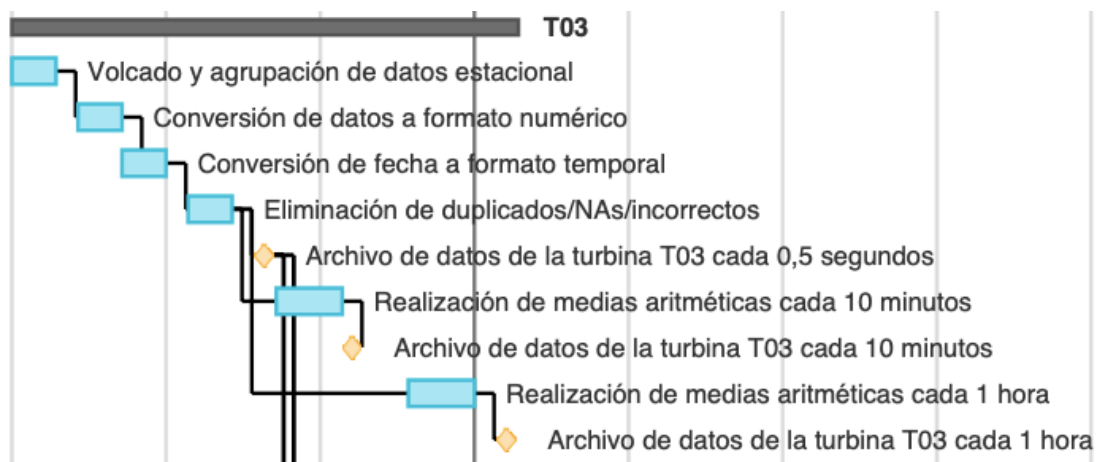 T03
Volcado y agrupación de datos estacional
Conversión de datos a formato numérico
Conversión de fecha a formato temporal
Eliminación de duplicados/NAs/incorrectos
Archivo de datos de la turbina T03 cada 0,5 segundos
Realización de medias aritméticas cada 10 minutos
Archivo de datos de la turbina T03 cada 10 minutos
Realización de medias aritméticas cada 1 hora
Archivo de datos de la turbina T03 cada 1 hora